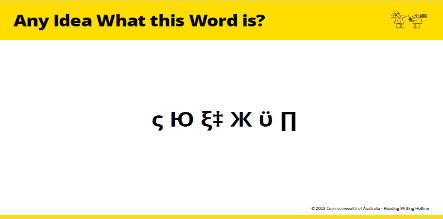 Any Idea What this Word is?
ς Ю ξ‡ Ж ϋ ∏
© 2023 Commonwealth of Australia - Reading Writing Hotline